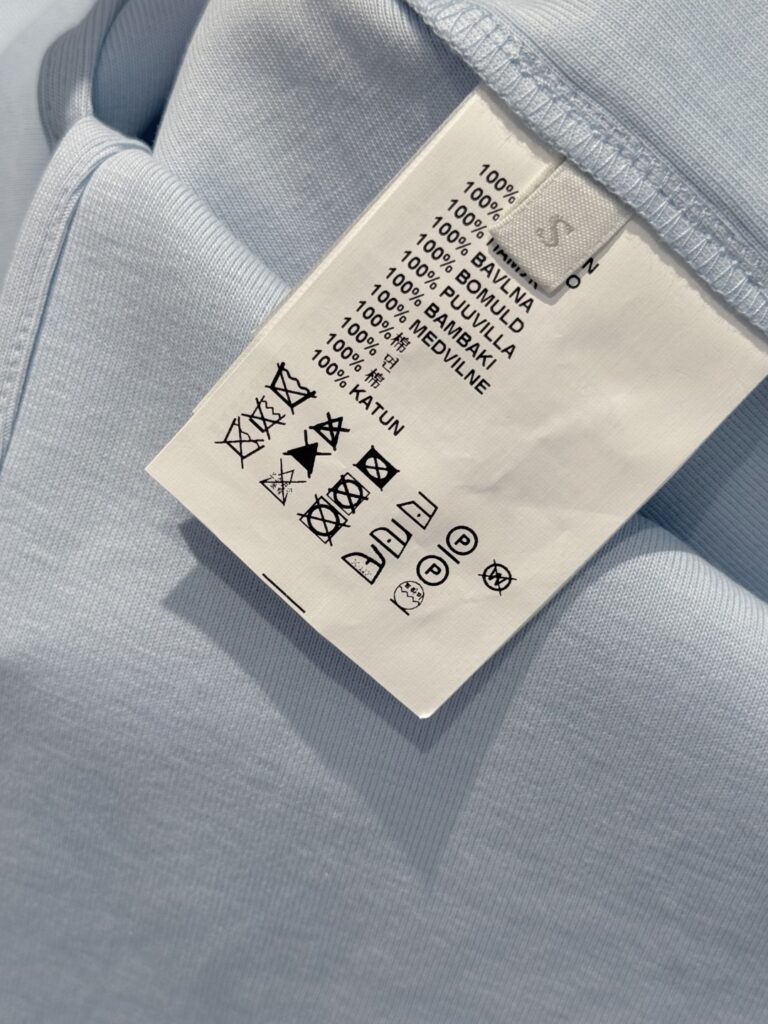 100%
100%
100%
100% BAVLNA
100% BOMULD
100% PUUVILLA
100% BAMBAKI
100% MEDVILNE
100%棉
100% 면
100% 棉
100% KATUN
S
P
P
W